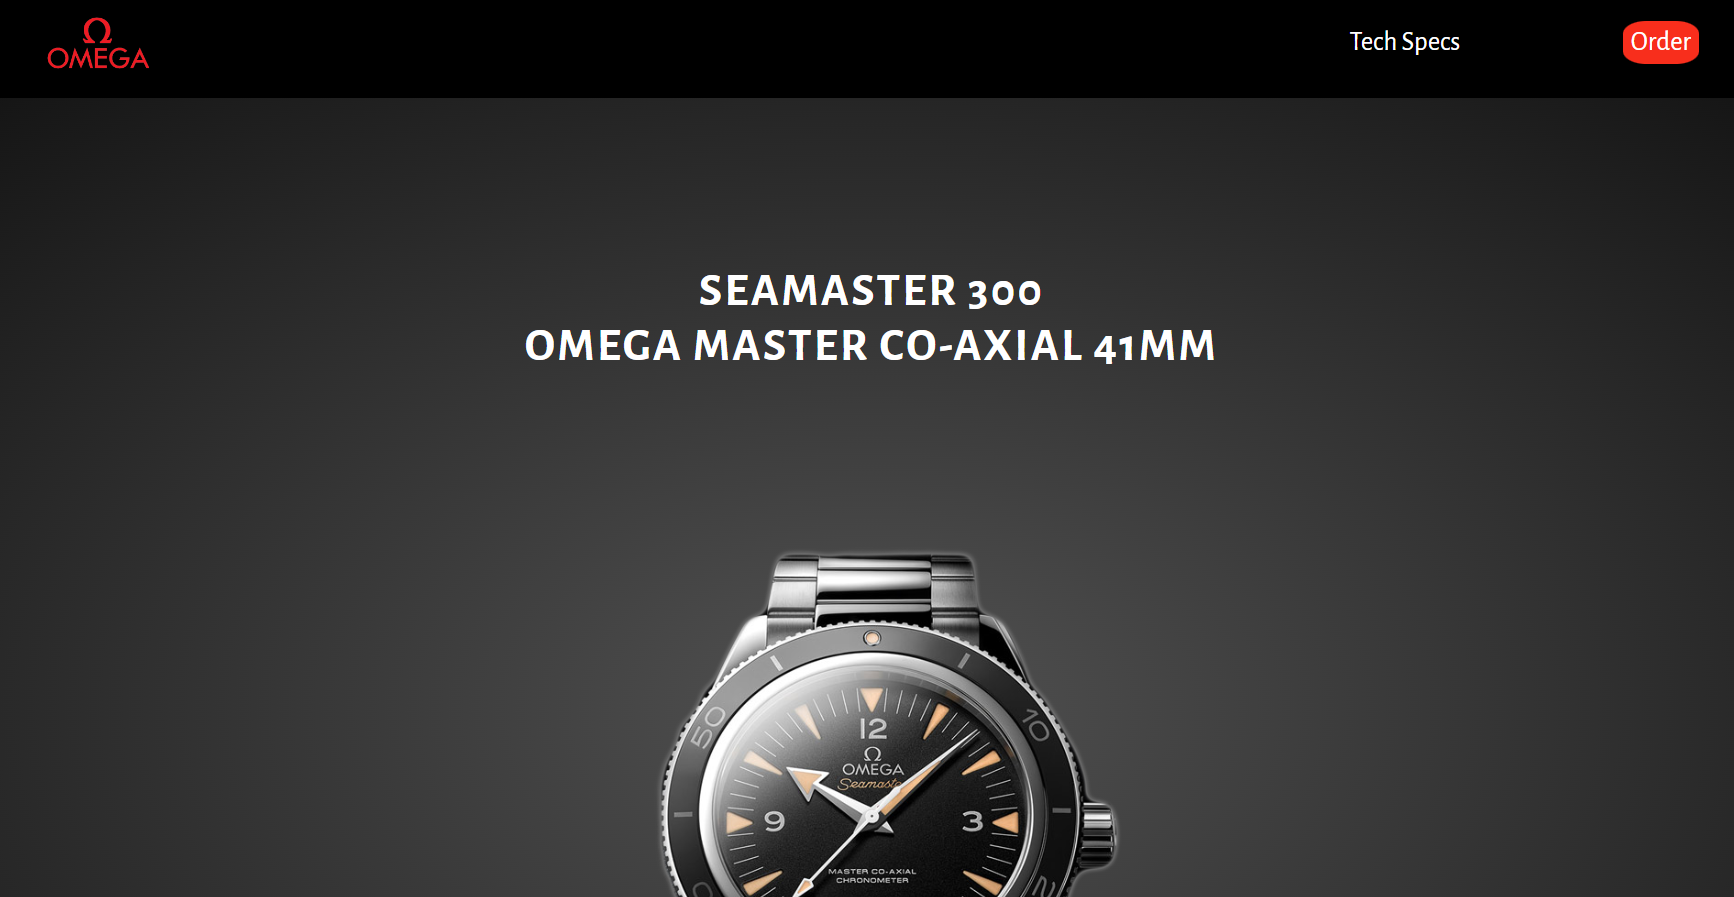 Ω
OMEGA
Tech Specs
Order
SEAMASTER 300
OMEGA MASTER CO-AXIAL 41MM
50
10
12
Ω
OMEGA
9
3
MASTER CO-AXIAL
CHRONOMETER